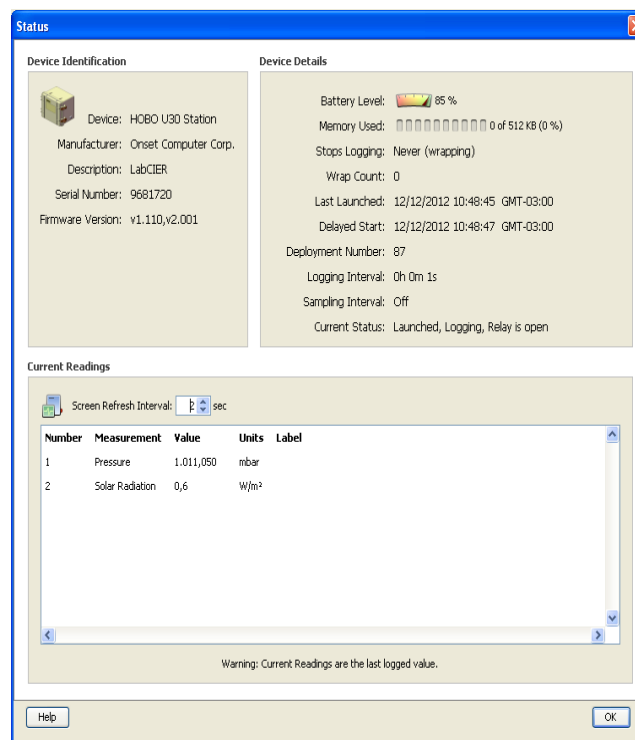 Status
Device Identification
Device: HOBO U30 Station
Manufacturer: Onset Computer Corp.
Description: LabCIER
Serial Number: 9681720
Firmware Version: v1.110,v2.001
Device Details
Battery Level: 85 %
Memory Used: 0 of 512 KB (0 %)
Stops Logging: Never (wrapping)
Wrap Count: 0
Last Launched: 12/12/2012 10:48:45 GMT-03:00
Delayed Start: 12/12/2012 10:48:47 GMT-03:00
Deployment Number: 87
Logging Interval: 0h 0m 1s
Sampling Interval: Off
Current Status: Launched, Logging, Relay is open
Current Readings
Screen Refresh Interval: 2 sec
Number Measurement Value Units Label
1 Pressure 1.011,050 mbar
2 Solar Radiation 0,6 W/m²
Warning: Current Readings are the last logged value.
Help OK